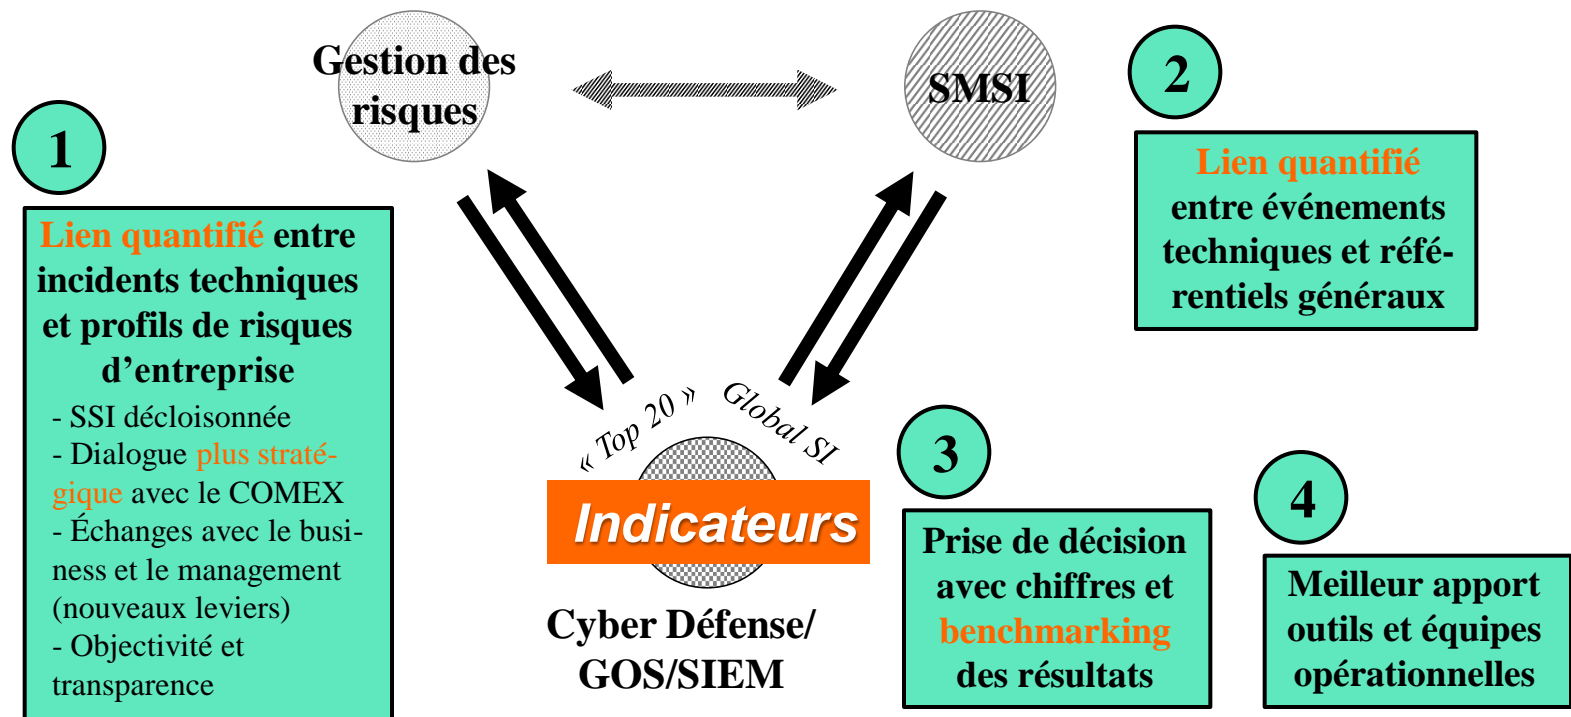 Gestion des
risques
SMSI
1
Lien quantifié entre
incidents techniques
et profils de risques
d’entreprise
- SSI décloisonnée
- Dialogue plus straté-
gique avec le COMEX
- Échanges avec le busi-
ness et le management
(nouveaux leviers)
- Objectivité et
transparence
2
Lien quantifié
entre événements
techniques et réfé-
rentiels généraux
« Top 20 »
Global SI
Indicateurs
Cyber Défense/
GOS/SIEM
3
Prise de décision
avec chiffres et
benchmarking
des résultats
4
Meilleur apport
outils et équipes
opérationnelles